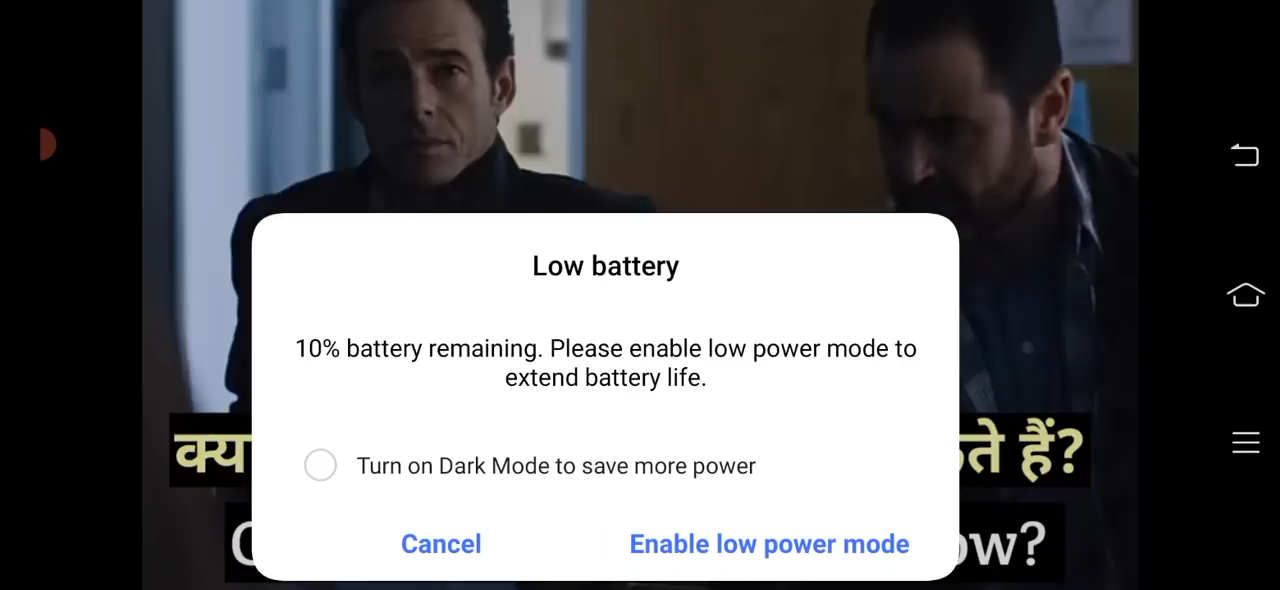 Low battery
10% battery remaining. Please enable low power mode to
extend battery life.
क्य
हैं?
Turn on Dark Mode to save more power
Cancel
Enable low power mode